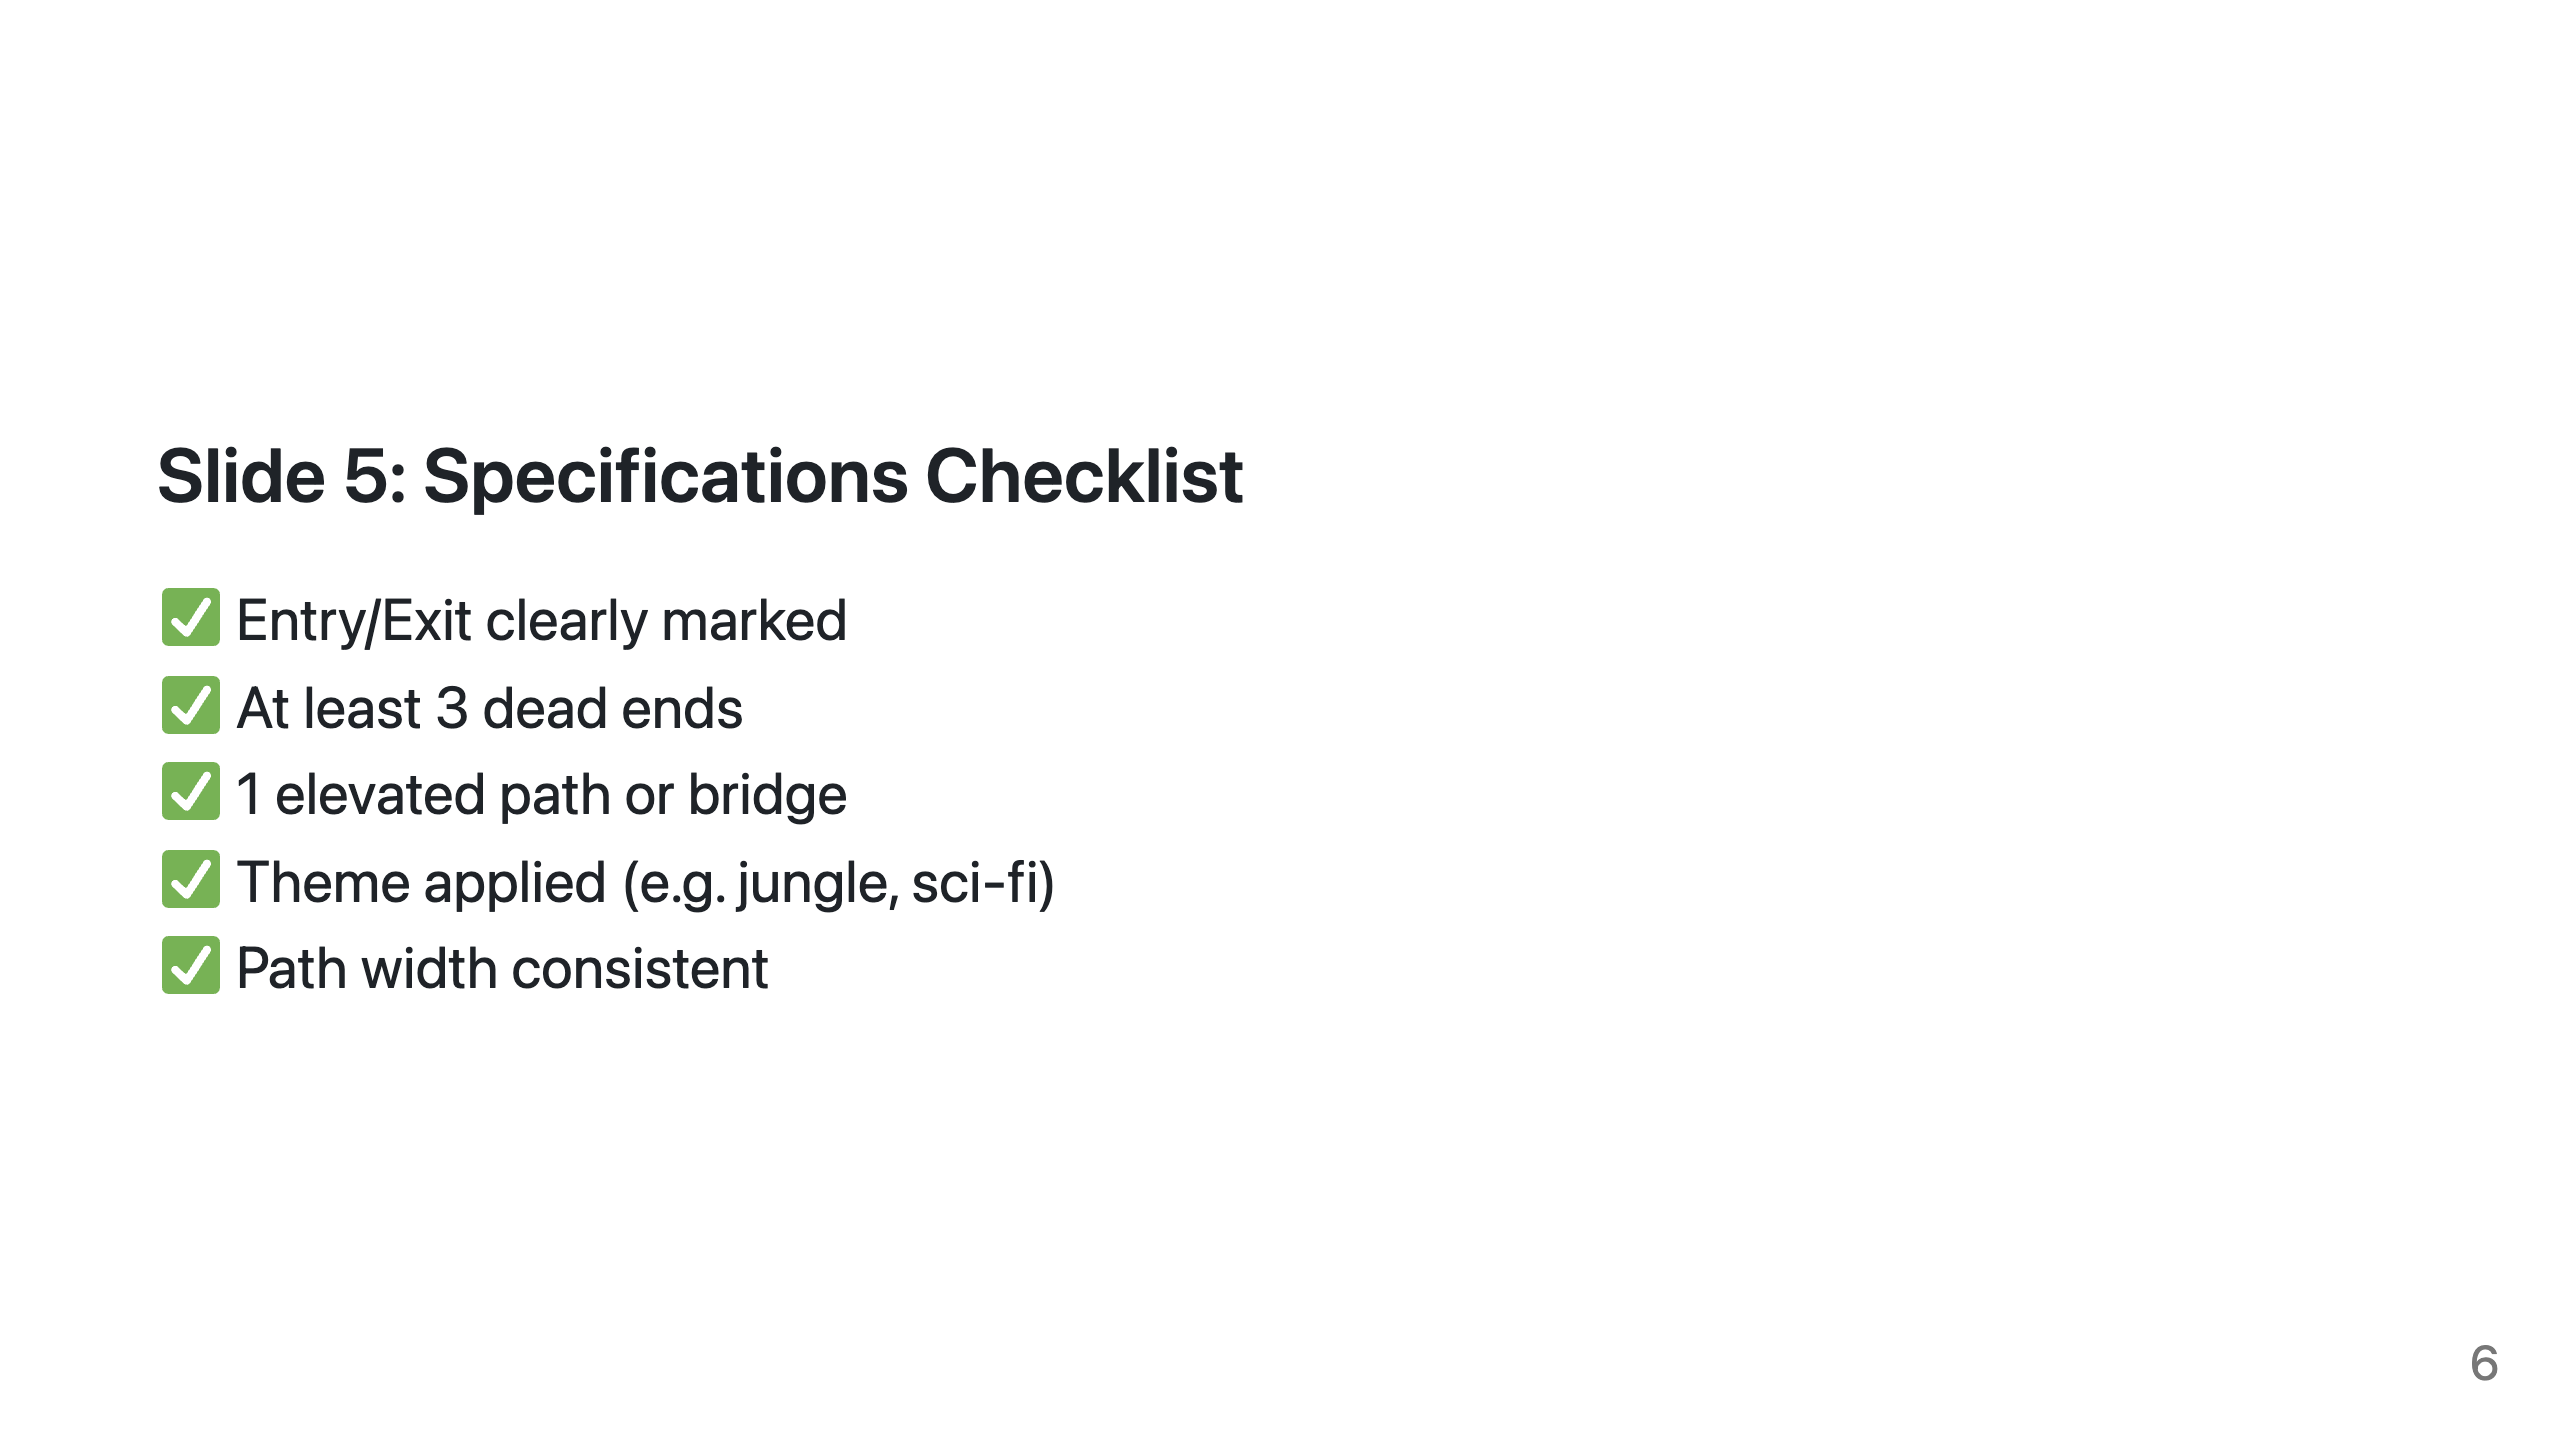 Slide 5: Specifications Checklist
✅ Entry/Exit clearly marked
✅ At least 3 dead ends
✅ 1 elevated path or bridge
✅ Theme applied (e.g. jungle, sci-fi)
✅ Path width consistent
6